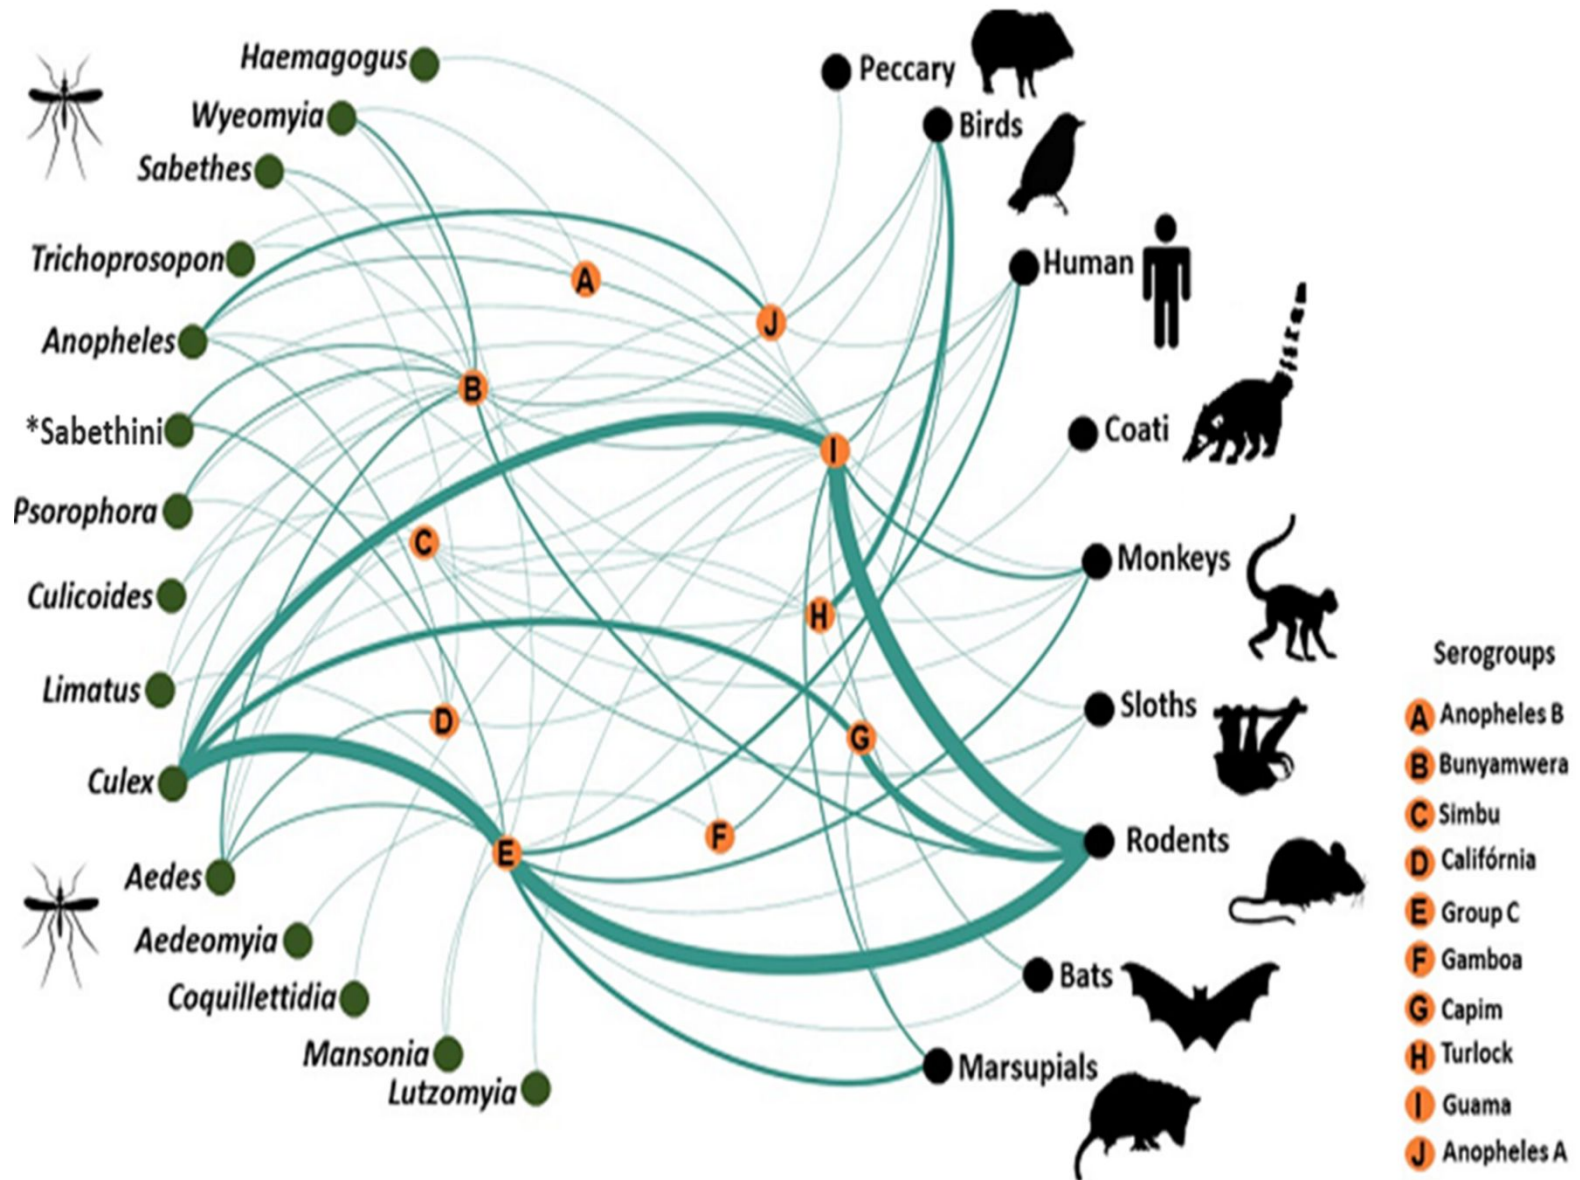 Haemagogus
Wyeomyia
Sabethes
Trichoprosopon
Anopheles
*Sabethini
Psorophora
Culicoides
Limatus
Culex
Aedes
Aedeomyia
Coquillettidia
Mansonia
Lutzomyia
A
J
B
I
C
H
D
G
F
E
Peccary
Birds
Human
Coati
Monkeys
Sloths
Rodents
Bats
Marsupials
Serogroups
A Anopheles B
B Bunyamwera
C Simbu
D Califórnia
E Group C
F Gamboa
G Capim
H Turlock
I Guama
J Anopheles A